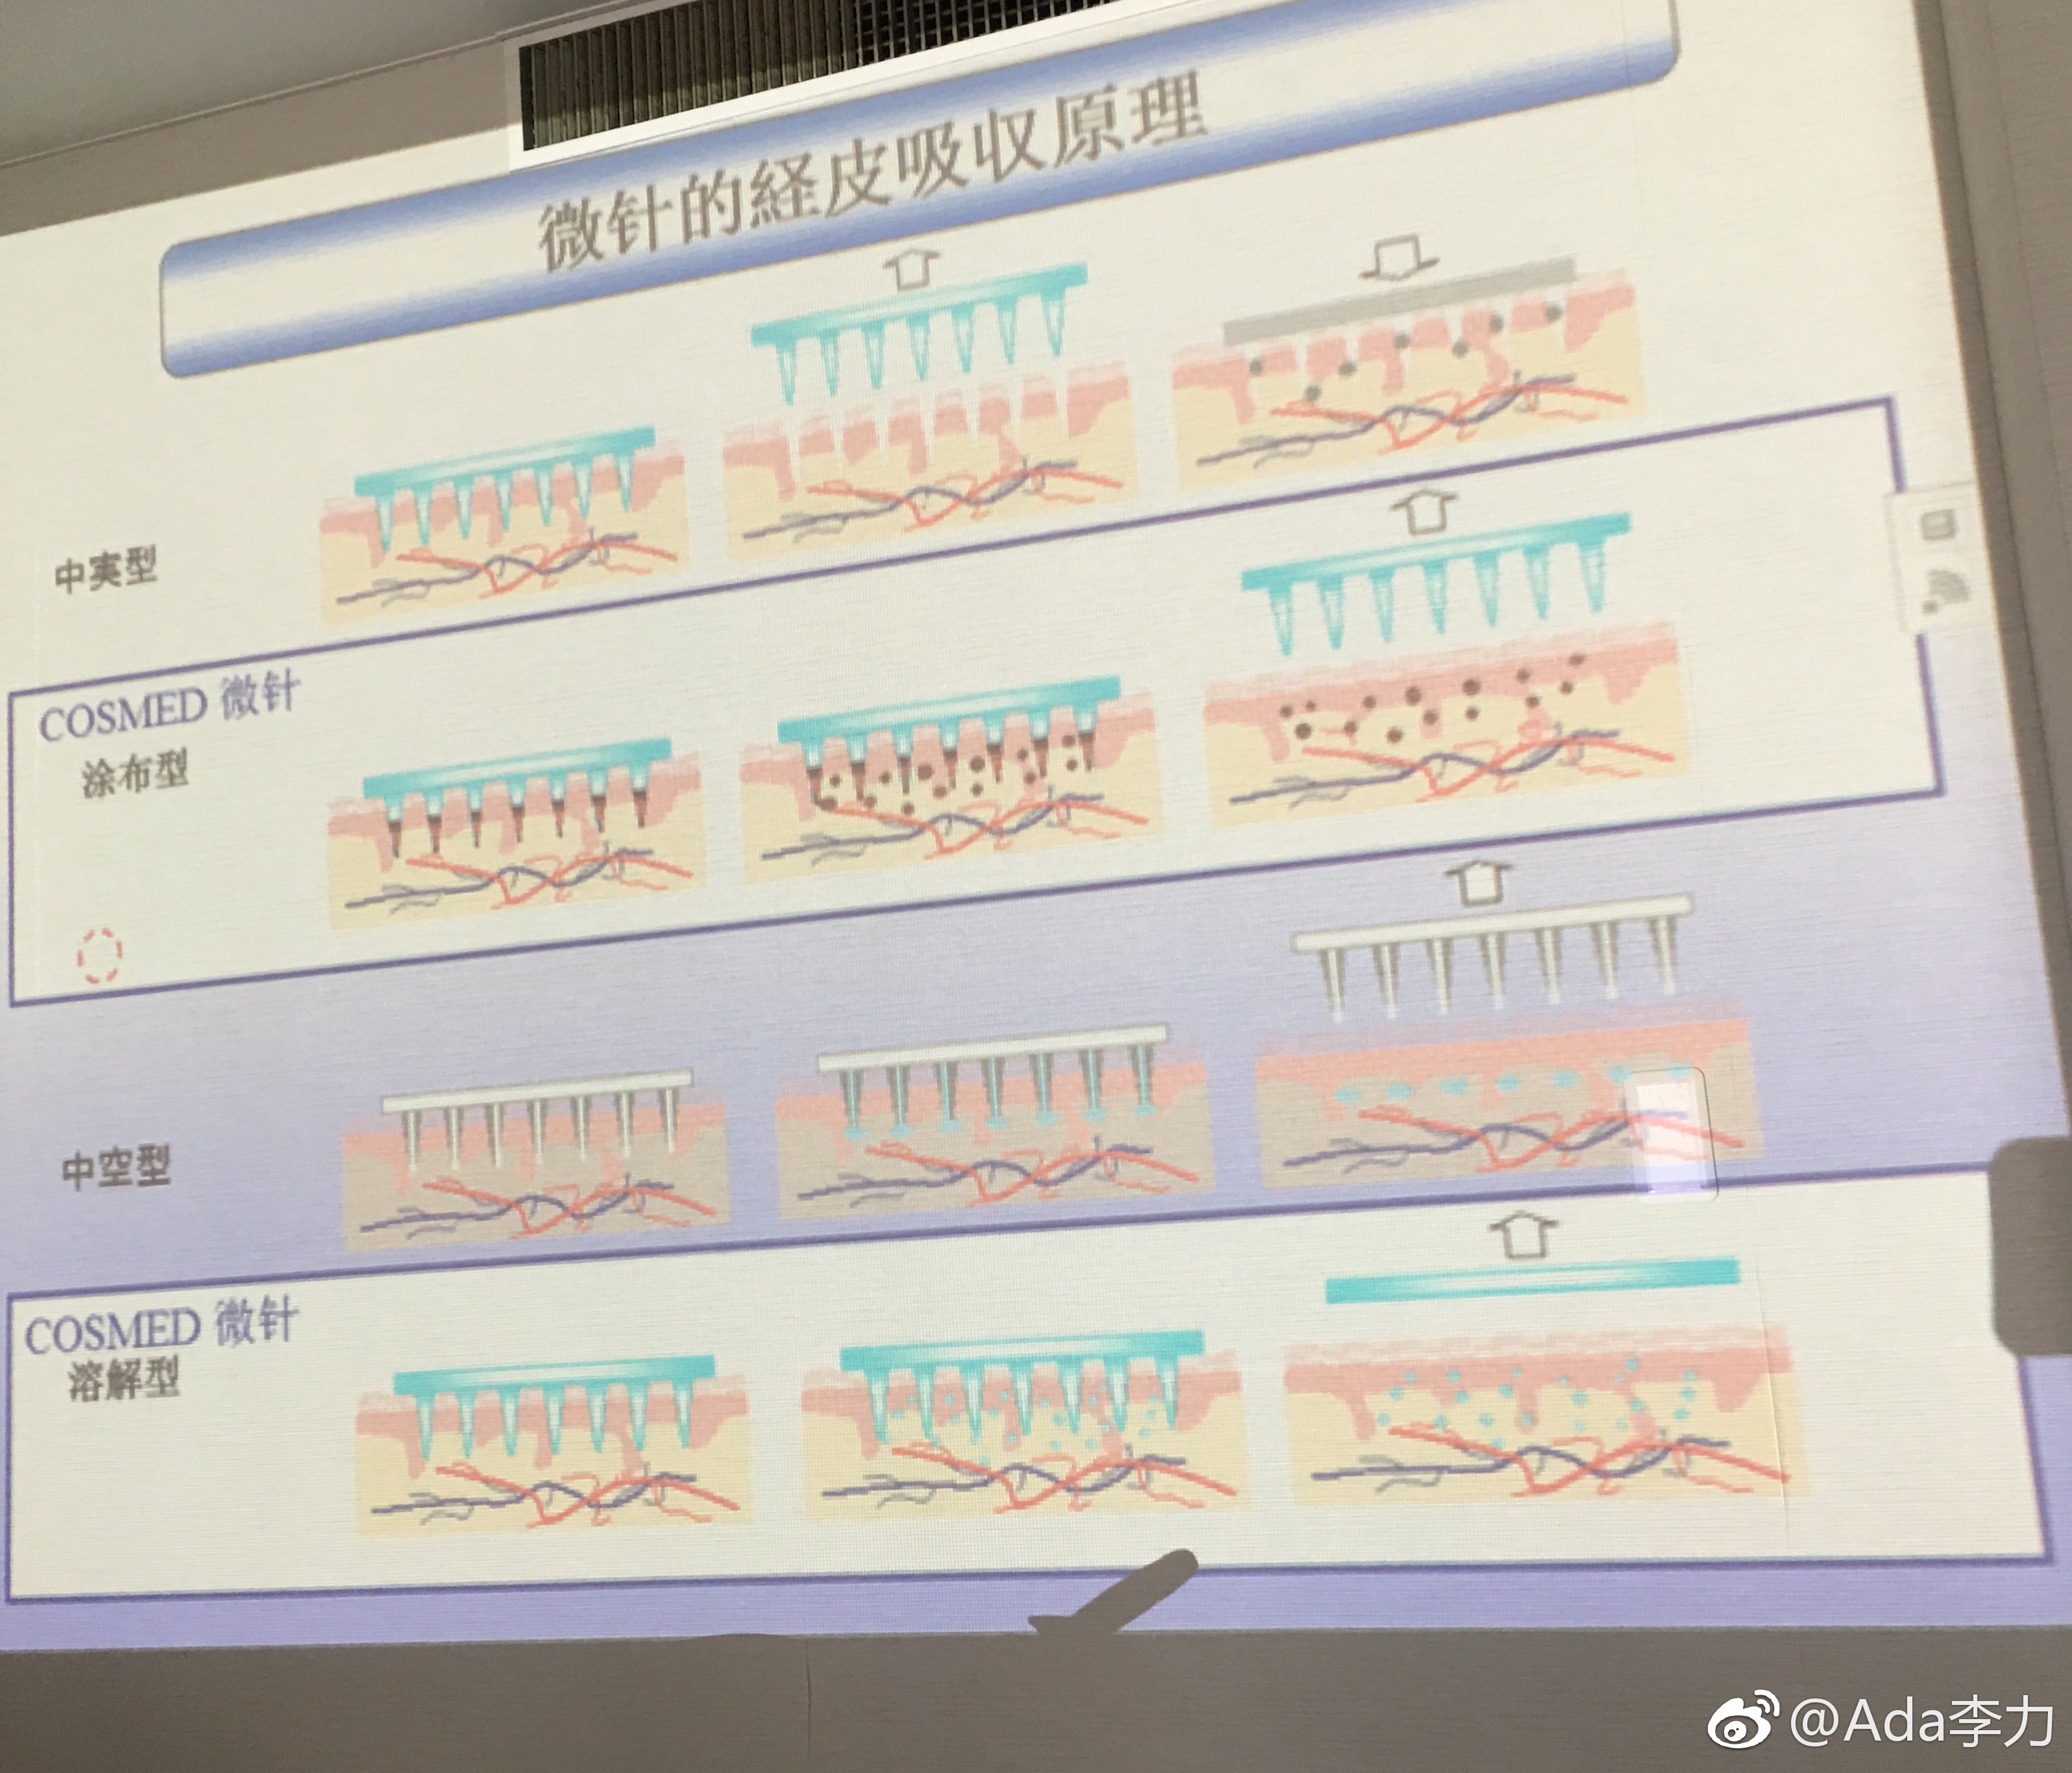 微针的経皮吸収原理
中実型
COSMED 微针
涂布型
中空型
COSMED 微针
溶解型
@Ada李力